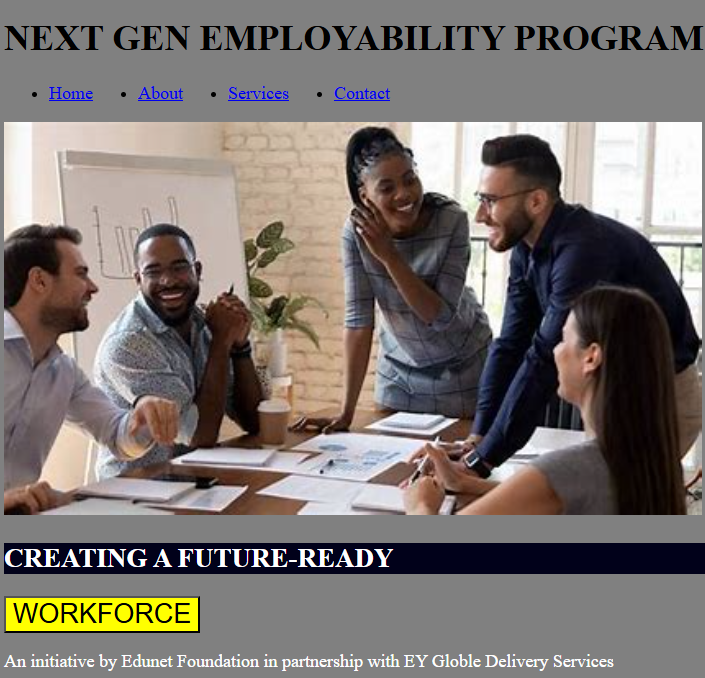 NEXT GEN EMPLOYABILITY PROGRAM
Home About Services Contact
CREATING A FUTURE-READY
WORKFORCE
An initiative by Edunet Foundation in partnership with EY Globle Delivery Services